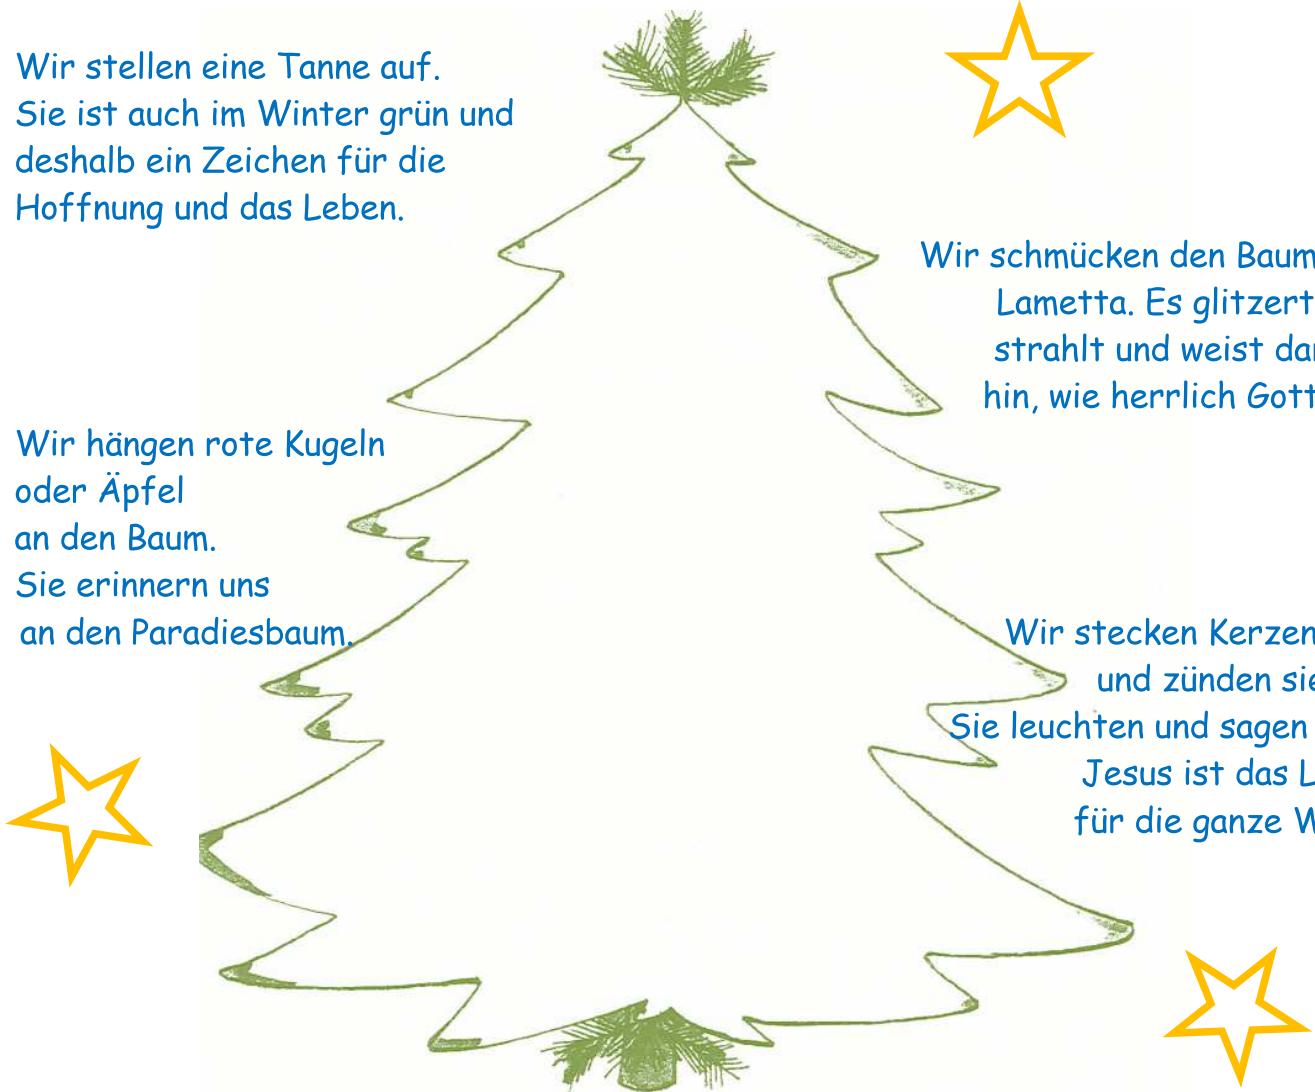 Wir stellen eine Tanne auf.
Sie ist auch im Winter grün und
deshalb ein Zeichen für die
Hoffnung und das Leben.
Wir schmücken den Baum
Lametta. Es glitzert
strahlt und weist
hin, wie herrlich Gott
Wir hängen rote Kugeln
oder Äpfel
an den Baum.
Sie erinnern uns
an den Paradiesbaum.
Wir stecken Kerzen
und zünden sie
Sie leuchten und sagen
Jesus ist das
für die ganze